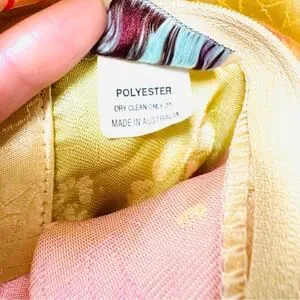 POLYESTER
DRY CLEAN ONLY (P)
MADE IN AUSTRALIA